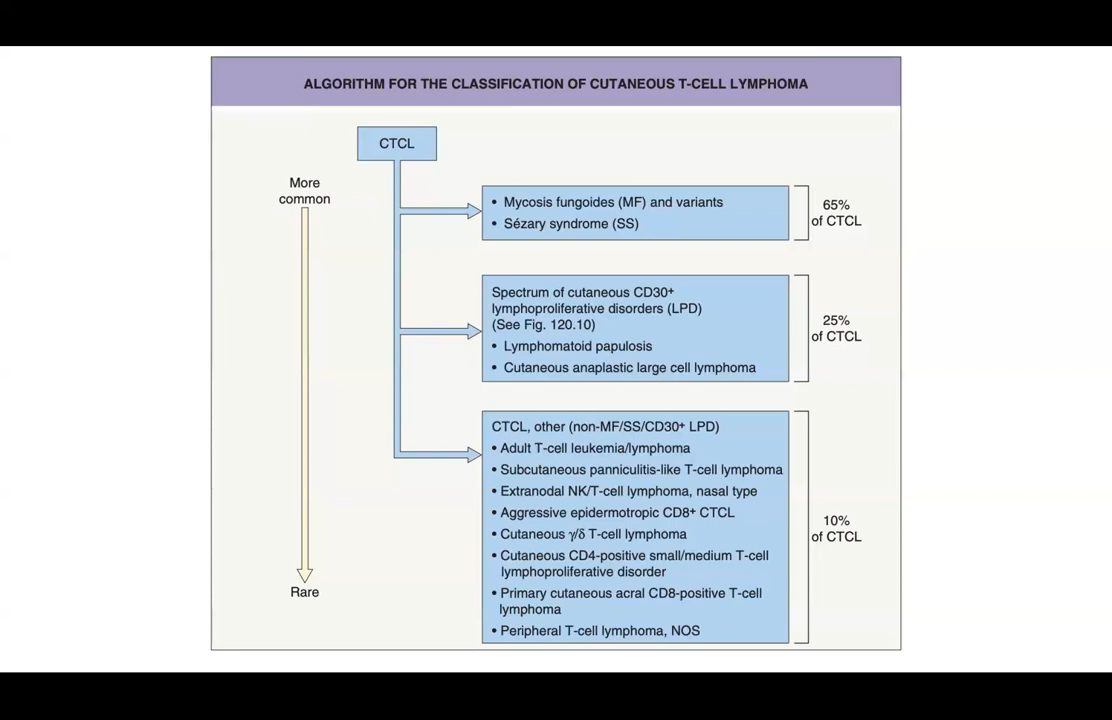 ALGORITHM FOR THE CLASSIFICATION OF CUTANEOUS T-CELL LYMPHOMA
CTCL
More
common
• Mycosis fungoides (MF) and variants
• Sézary syndrome (SS)
65%
of CTCL
Spectrum of cutaneous CD30⁺
lymphoproliferative disorders (LPD)
(See Fig. 120.10)
• Lymphomatoid papulosis
• Cutaneous anaplastic large cell lymphoma
25%
of CTCL
CTCL, other (non-MF/SS/CD30⁺ LPD)
• Adult T-cell leukemia/lymphoma
• Subcutaneous panniculitis-like T-cell lymphoma
• Extranodal NK/T-cell lymphoma, nasal type
• Aggressive epidermotropic CD8⁺ CTCL
• Cutaneous γ/δ T-cell lymphoma
• Cutaneous CD4-positive small/medium T-cell
lymphoproliferative disorder
• Primary cutaneous acral CD8-positive T-cell
lymphoma
• Peripheral T-cell lymphoma, NOS
10%
of CTCL
Rare